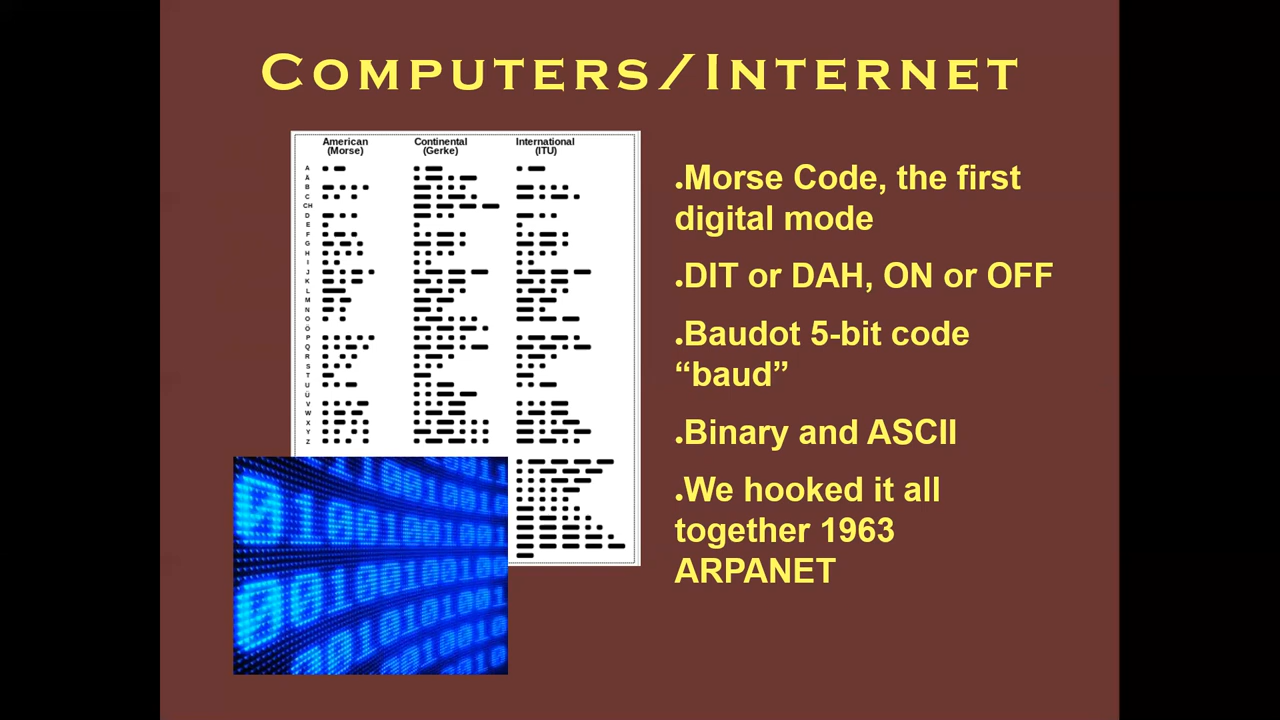 COMPUTERS/INTERNET
American Continental International
(Morse) (Gerke) (ITU)
A
Ä
B
C
CH
D
E
F
G
H
I
J
K
L
M
N
O
Ö
P
Q
R
S
T
U
Ü
V
W
X
Y
Z
.Morse Code, the first
digital mode
.DIT or DAH, ON or OFF
.Baudot 5-bit code
“baud”
.Binary and ASCII
.We hooked it all
together 1963
ARPANET